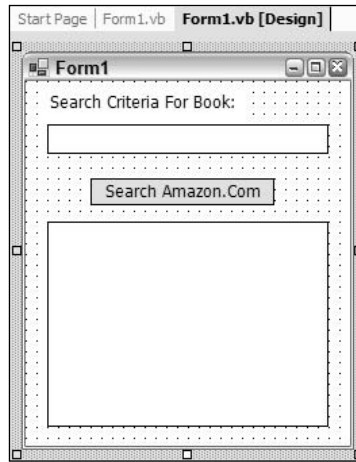 Start Page Form1.vb Form1.vb [Design]
Form1
Search Criteria For Book:
Search Amazon.Com